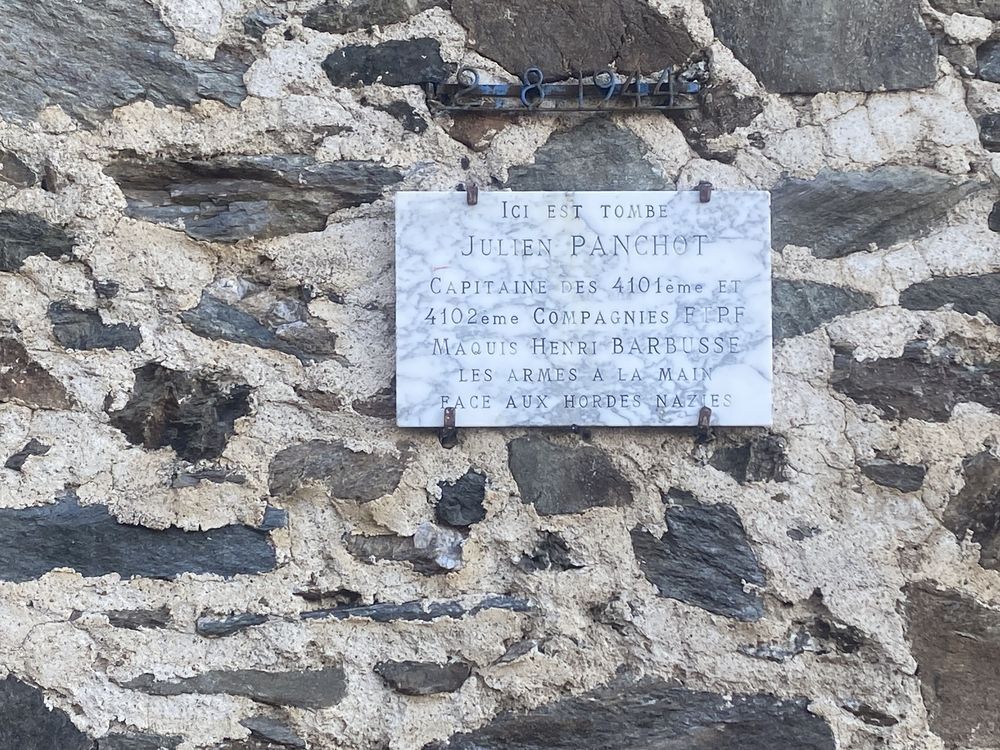 2 8 1944
ICI EST TOMBE
JULIEN PANCHOT
CAPITAINE DES 4101ème ET
4102ème COMPAGNIES FTPF
MAQUIS HENRI BARBUSSE
LES ARMES A LA MAIN
FACE AUX HORDES NAZIES